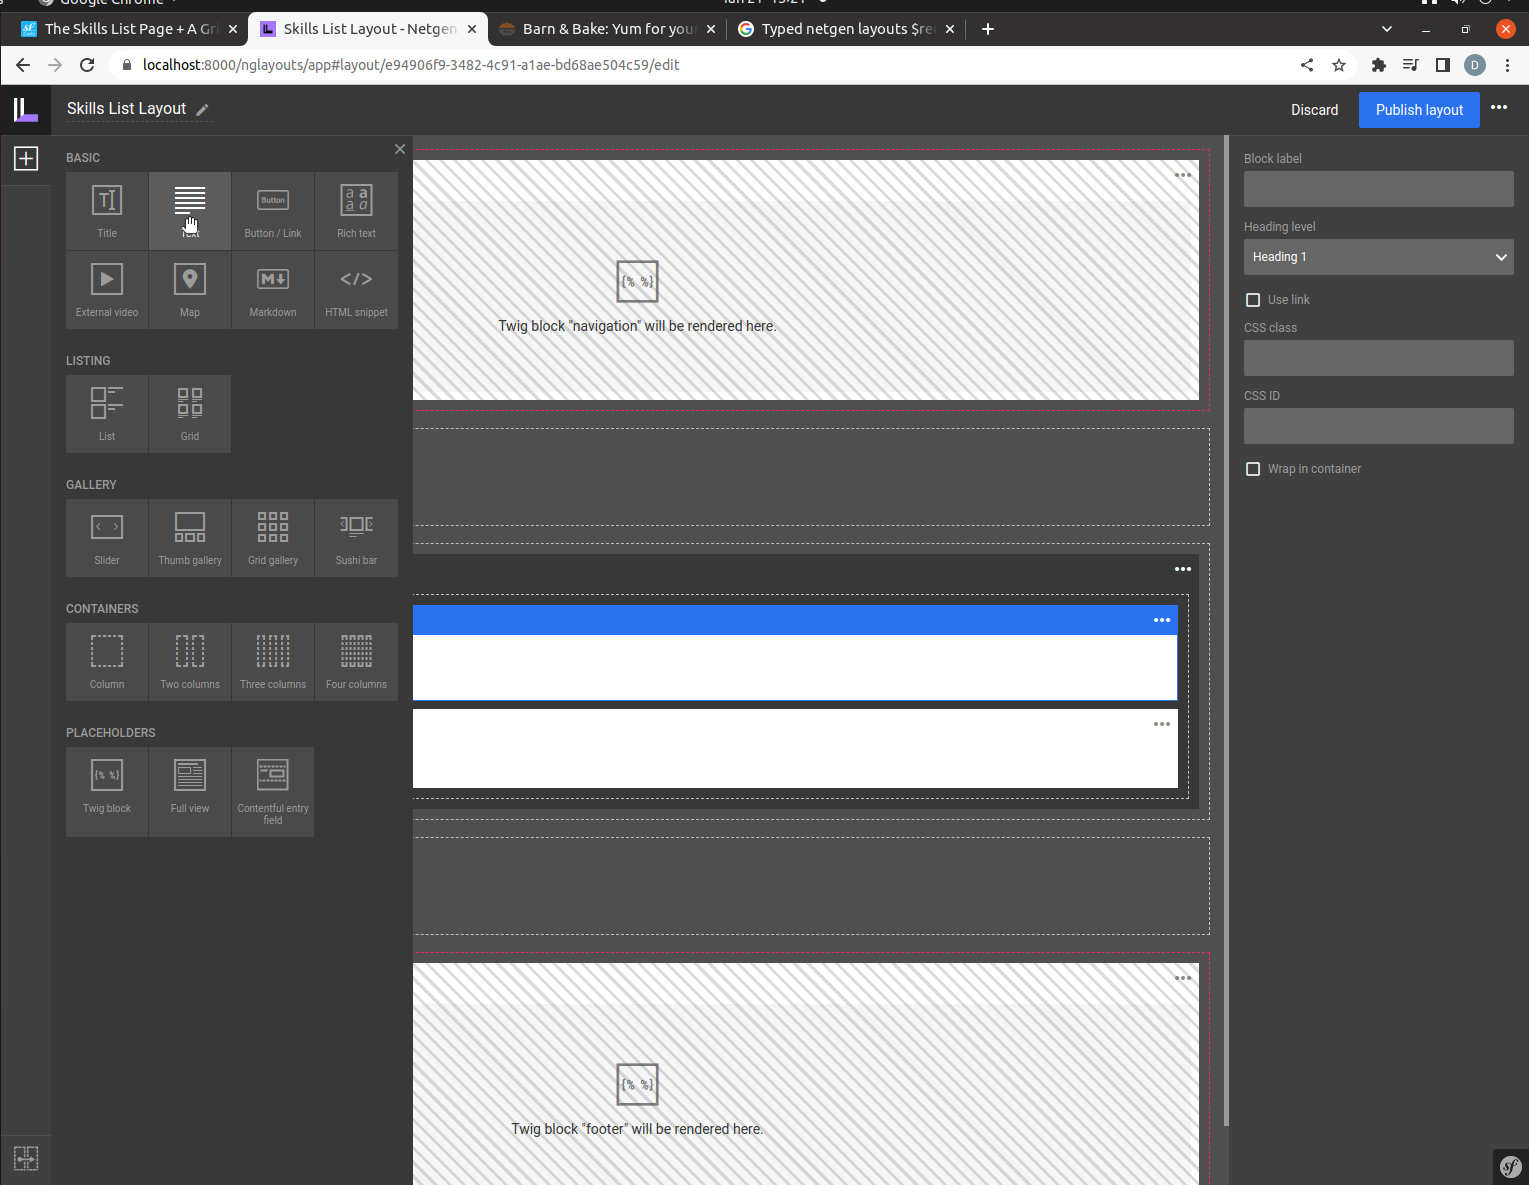 Google Chrome
The Skills List Page + A Gri
Skills List Layout - Netgen
Barn & Bake: Yum for your
Typed netgen layouts $re
localhost:8000/nglayouts/app#layout/e94906f9-3482-4c91-a1ae-bd68ae504c59/edit
D
Skills List Layout
Discard
Publish layout
BASIC
Title
Text
Button
Button / Link
Rich text
External video
Map
Markdown
HTML snippet
LISTING
List
Grid
GALLERY
Slider
Thumb gallery
Grid gallery
Sushi bar
CONTAINERS
Column
Two columns
Three columns
Four columns
PLACEHOLDERS
{% %}
Twig block
Full view
Contentful entry
field
{% %}
Twig block "navigation" will be rendered here.
{% %}
Twig block "footer" will be rendered here.
Block label
Heading level
Heading 1
Use link
CSS class
CSS ID
Wrap in container